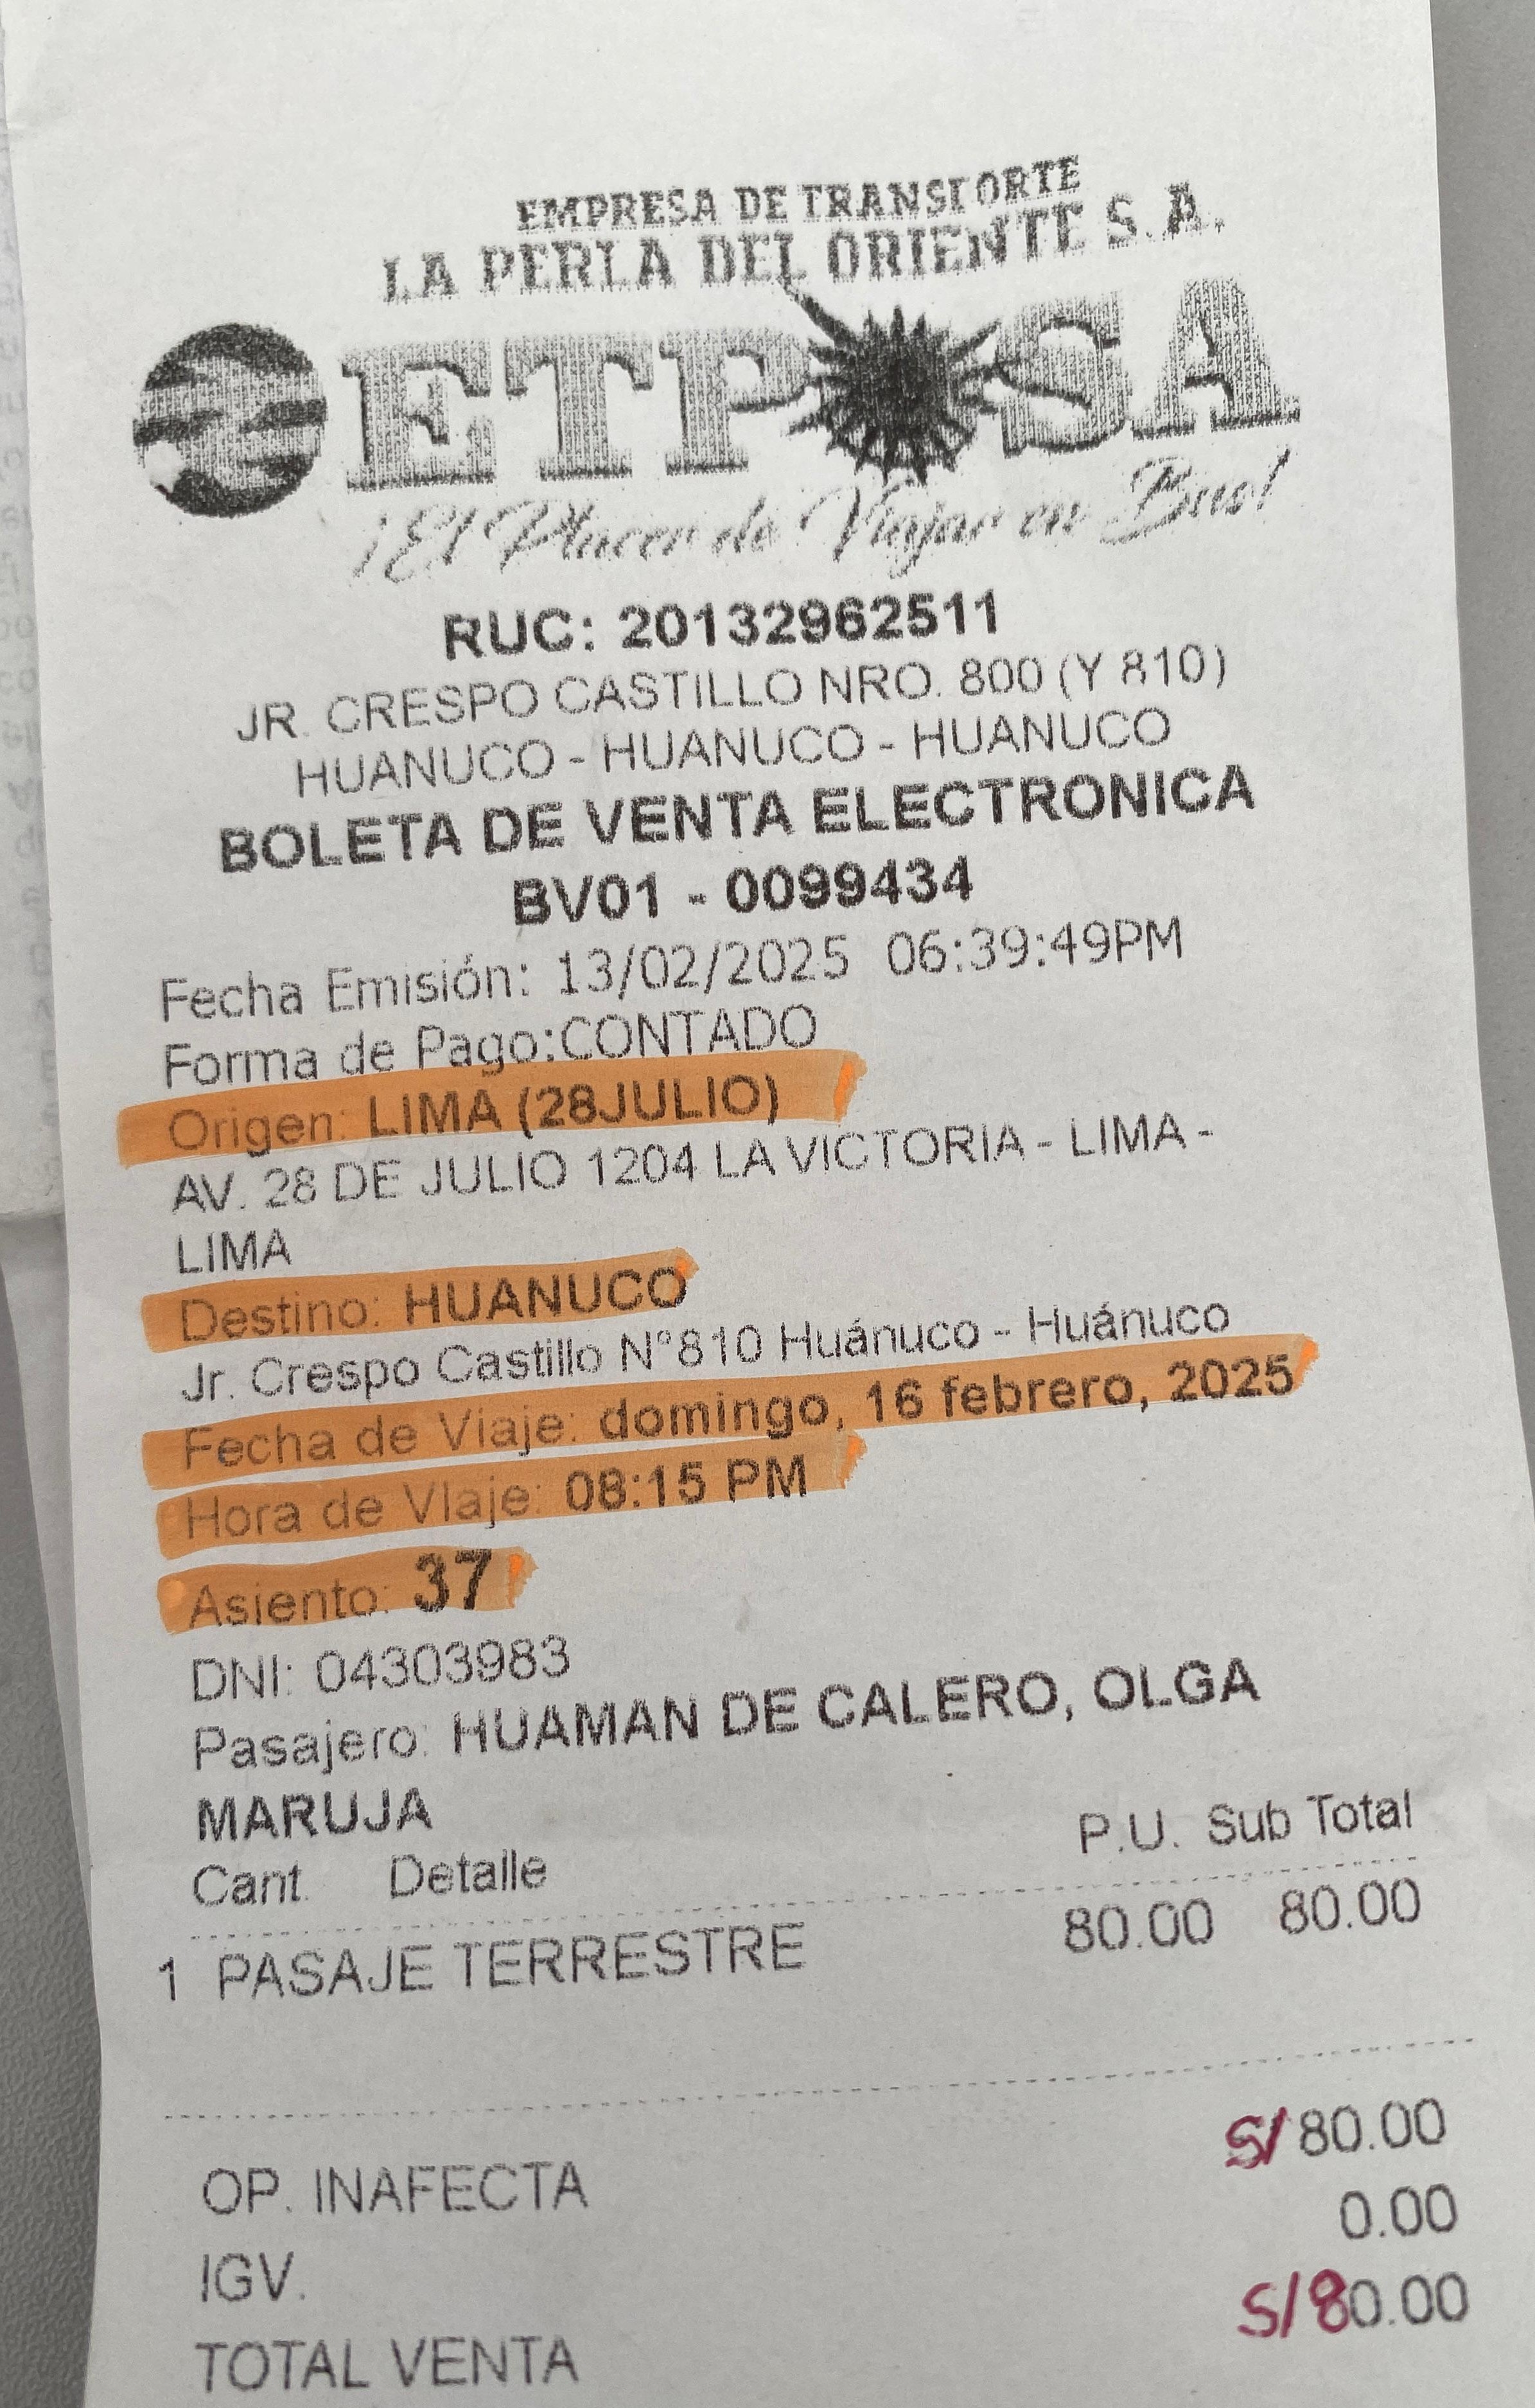 EMPRESA DE TRANSPORTE
LA PERLA DEL ORIENTE S.A.
ETPOSA
¡El Placer de Viajar en Bus!
RUC: 20132962511
JR. CRESPO CASTILLO NRO. 800 (Y 810)
HUANUCO - HUANUCO - HUANUCO
BOLETA DE VENTA ELECTRONICA
BV01 - 0099434
Fecha Emisión: 13/02/2025 06:39:49PM
Forma de Pago:CONTADO
Origen: LIMA (28JULIO)
AV. 28 DE JULIO 1204 LA VICTORIA - LIMA -
LIMA
Destino: HUANUCO
Jr. Crespo Castillo N°810 Huánuco - Huánuco
Fecha de Viaje: domingo, 16 febrero, 2025
Hora de VIaje: 08:15 PM
Asiento: 37
DNI: 04303983
Pasajero: HUAMAN DE CALERO, OLGA
MARUJA
Cant. Detalle P.U. Sub Total
1 PASAJE TERRESTRE 80.00 80.00
OP. INAFECTA S/80.00
IGV. 0.00
TOTAL VENTA S/80.00